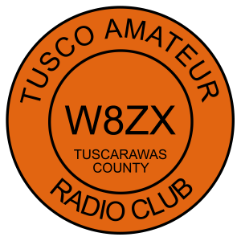 TUSCO AMATEUR
W8ZX
TUSCARAWAS
COUNTY
RADIO CLUB